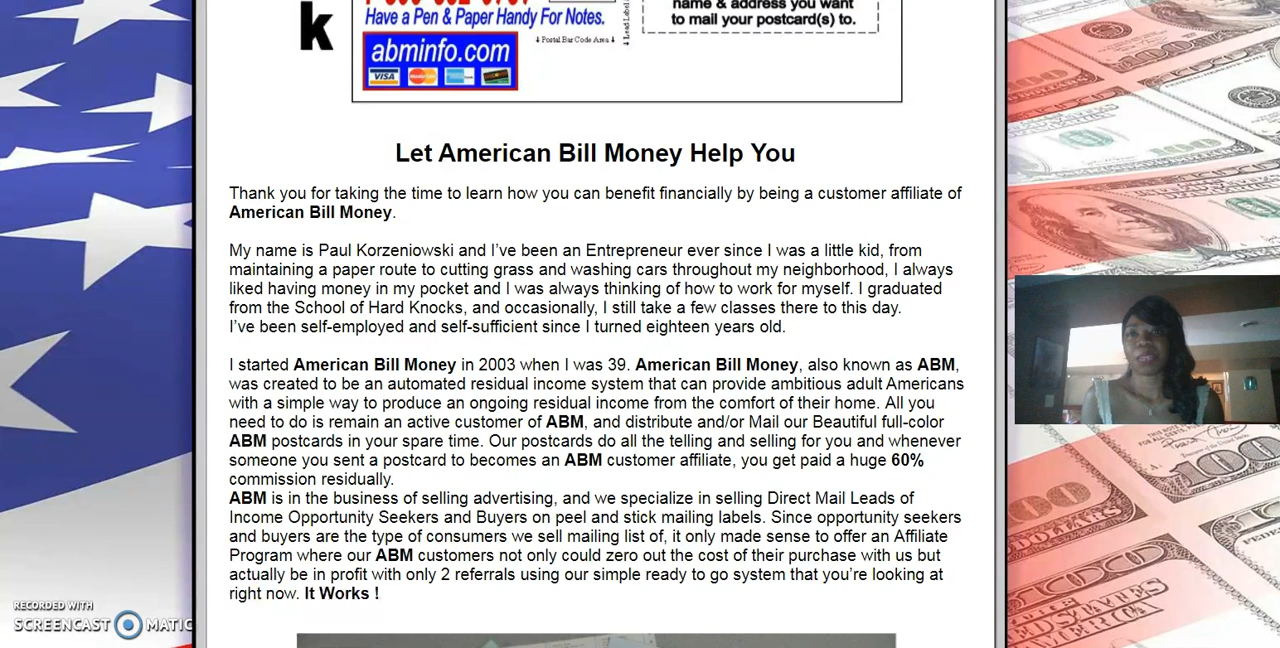 k
Have a Pen & Paper Handy For Notes.
abminfo.com
VISA
MasterCard
Postal Bar Code Area
name & address you want
to mail your postcard(s) to.
Let American Bill Money Help You
Thank you for taking the time to learn how you can benefit financially by being a customer affiliate of
American Bill Money.
My name is Paul Korzeniowski and I’ve been an Entrepreneur ever since I was a little kid, from
maintaining a paper route to cutting grass and washing cars throughout my neighborhood, I always
liked having money in my pocket and I was always thinking of how to work for myself. I graduated
from the School of Hard Knocks, and occasionally, I still take a few classes there to this day.
I’ve been self-employed and self-sufficient since I turned eighteen years old.
I started American Bill Money in 2003 when I was 39. American Bill Money, also known as ABM,
was created to be an automated residual income system that can provide ambitious adult Americans
with a simple way to produce an ongoing residual income from the comfort of their home. All you
need to do is remain an active customer of ABM, and distribute and/or Mail our Beautiful full-color
ABM postcards in your spare time. Our postcards do all the telling and selling for you and whenever
someone you sent a postcard to becomes an ABM customer affiliate, you get paid a huge 60%
commission residually.
ABM is in the business of selling advertising, and we specialize in selling Direct Mail Leads of
Income Opportunity Seekers and Buyers on peel and stick mailing labels. Since opportunity seekers
and buyers are the type of consumers we sell mailing list of, it only made sense to offer an Affiliate
Program where our ABM customers not only could zero out the cost of their purchase with us but
actually be in profit with only 2 referrals using our simple ready to go system that you’re looking at
right now. It Works !
RECORDED WITH
SCREENCAST MATIC
100
100
100